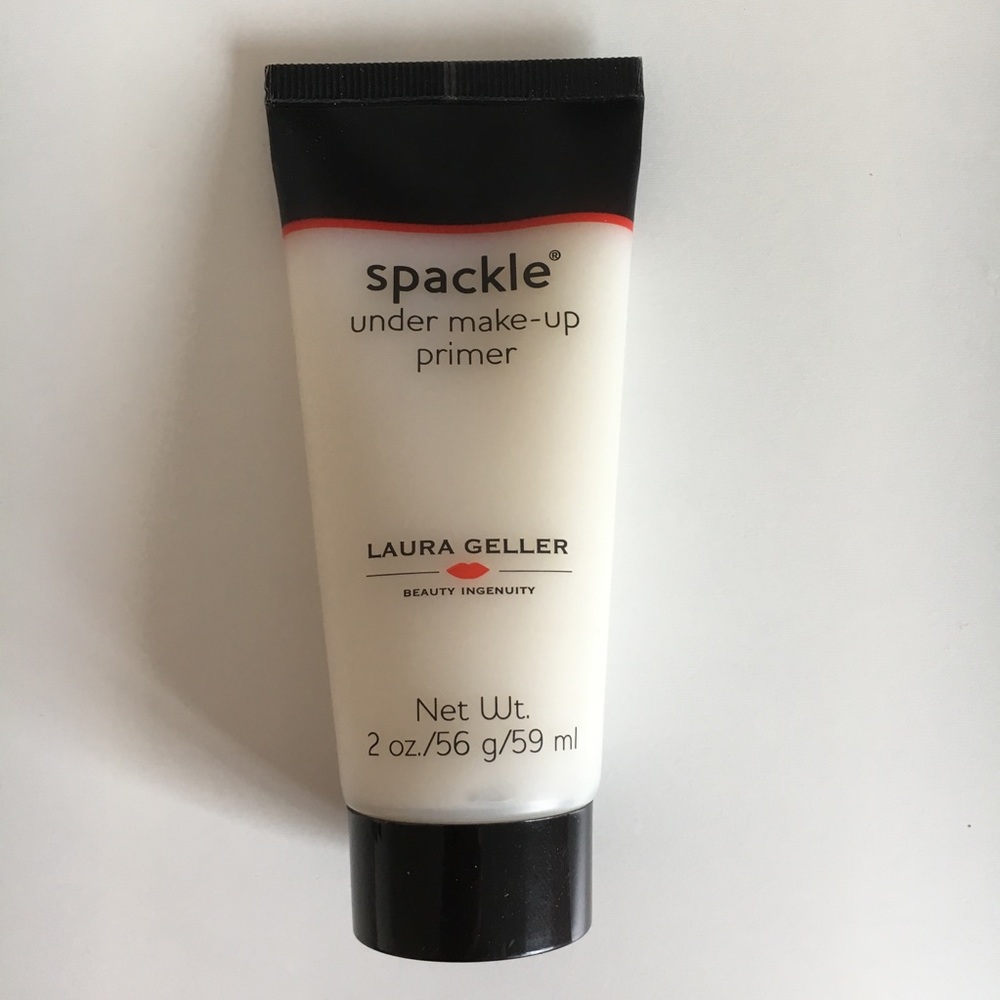 spackle®
under make-up
primer
LAURA GELLER
BEAUTY INGENUITY
Net Wt.
2 oz./56 g/59 ml